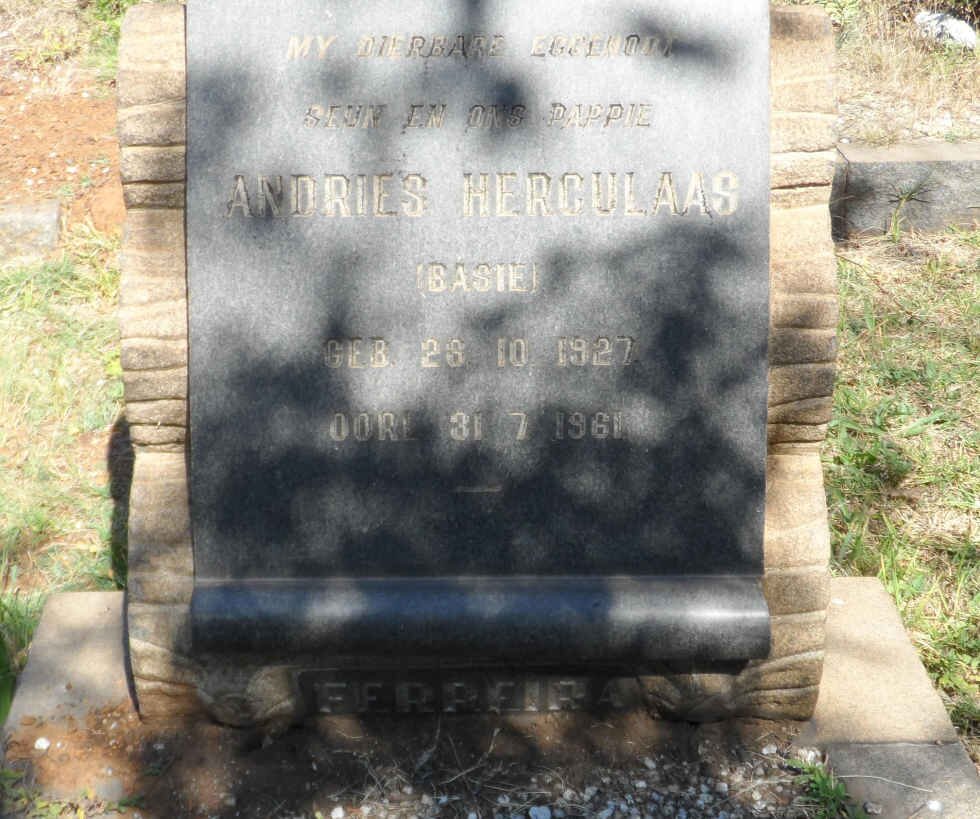 MY DIERBARE EGGENOOT
SEUN EN ONS PAPPIE
ANDRIES HERCULAAS
(BASIE)
GEB. 28 10 1927
OORL 31 7 1961
FERREIRA